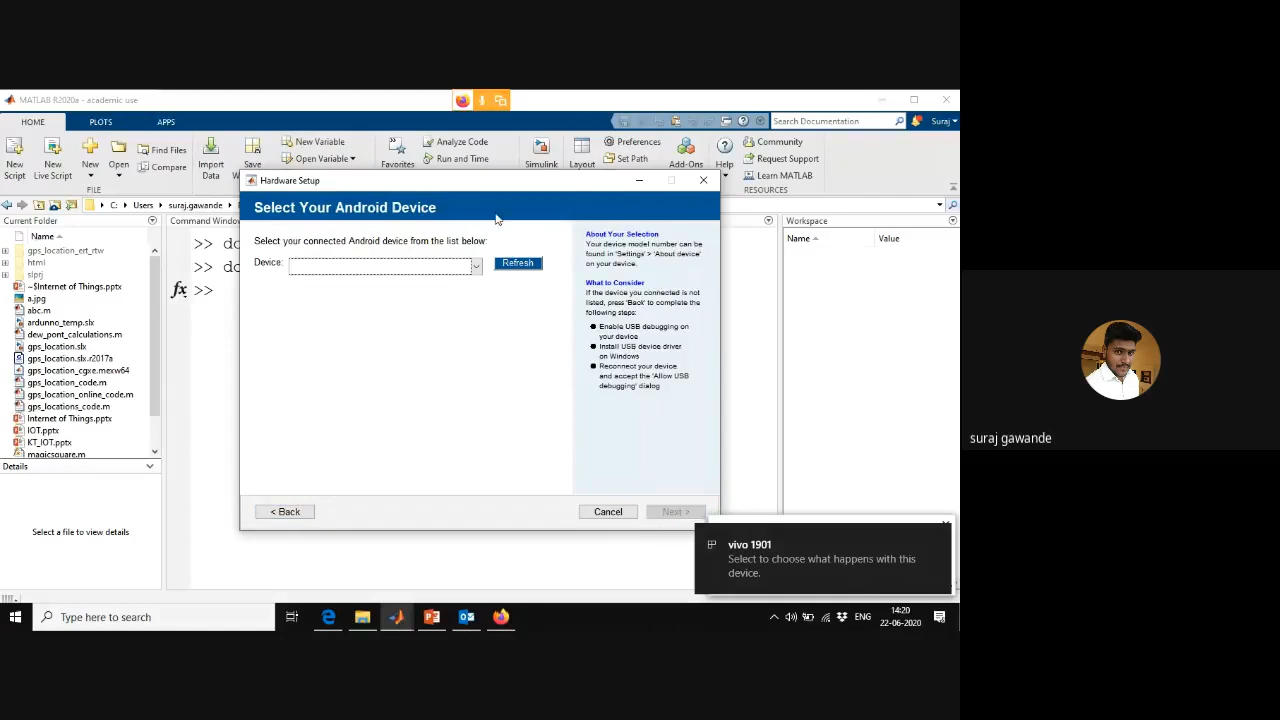 MATLAB R2020a - academic use
HOME
PLOTS
APPS
Search Documentation
Suraj
New Script
New Live Script
New
Open
Find Files
Compare
Import Data
Save
New Variable
Open Variable
Favorites
Analyze Code
Run and Time
Simulink
Layout
Preferences
Set Path
Add-Ons
Help
Community
Request Support
Learn MATLAB
FILE
RESOURCES
C:
Users
suraj.gawande
Current Folder
Name
gps_location_ert_rtw
html
slprj
~$Internet of Things.pptx
a.jpg
abc.m
ardunno_temp.slx
dew_pont_calculations.m
gps_location.slx
gps_location.slx.r2017a
gps_location_cgxe.mexw64
gps_location_code.m
gps_location_online_code.m
gps_locations_code.m
Internet of Things.pptx
IOT.pptx
KT_IOT.pptx
magicsquare.m
Details
Select a file to view details
Command Window
>> do
>> do
fx >>
Hardware Setup
Select Your Android Device
Select your connected Android device from the list below:
Device:
Refresh
About Your Selection
Your device model number can be
found in 'Settings' > 'About device'
on your device.
What to Consider
If the device you connected is not
listed, press 'Back' to complete the
following steps:
Enable USB debugging on
your device
Install USB device driver
on Windows
Reconnect your device
and accept the 'Allow USB
debugging' dialog
< Back
Cancel
Next >
Workspace
Name
Value
vivo 1901
Select to choose what happens with this
device.
Type here to search
ENG
14:20
22-06-2020
suraj gawande